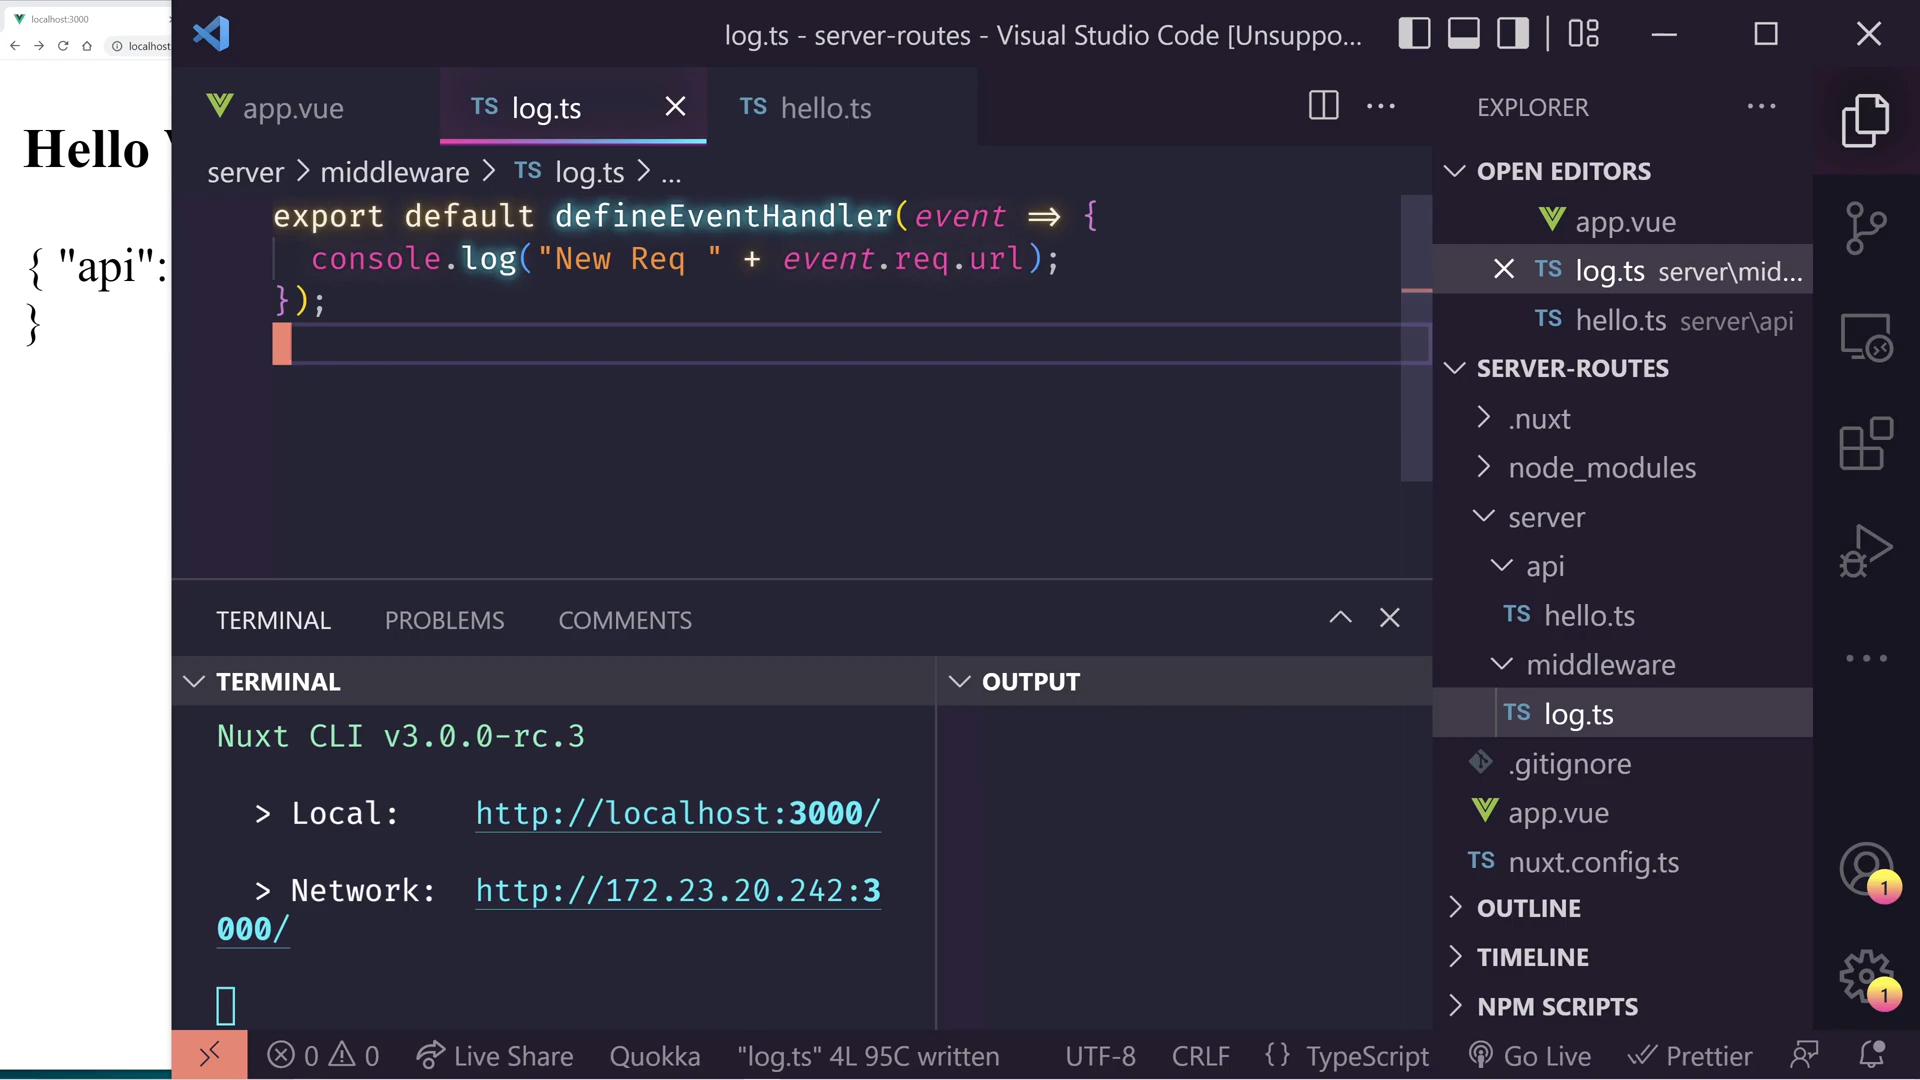 localhost:3000
localhost
Hello
{ "api":
}
log.ts - server-routes - Visual Studio Code [Unsuppo...
app.vue
TS log.ts
TS hello.ts
server > middleware > TS log.ts > ...
export default defineEventHandler(event => {
console.log("New Req " + event.req.url);
});
TERMINAL
PROBLEMS
COMMENTS
TERMINAL
Nuxt CLI v3.0.0-rc.3
> Local: http://localhost:3000/
> Network: http://172.23.20.242:3
000/
OUTPUT
EXPLORER
OPEN EDITORS
app.vue
TS log.ts server\mid...
TS hello.ts server\api
SERVER-ROUTES
.nuxt
node_modules
server
api
TS hello.ts
middleware
TS log.ts
.gitignore
app.vue
TS nuxt.config.ts
OUTLINE
TIMELINE
NPM SCRIPTS
1
1
0 0 Live Share Quokka "log.ts" 4L 95C written UTF-8 CRLF {} TypeScript Go Live Prettier